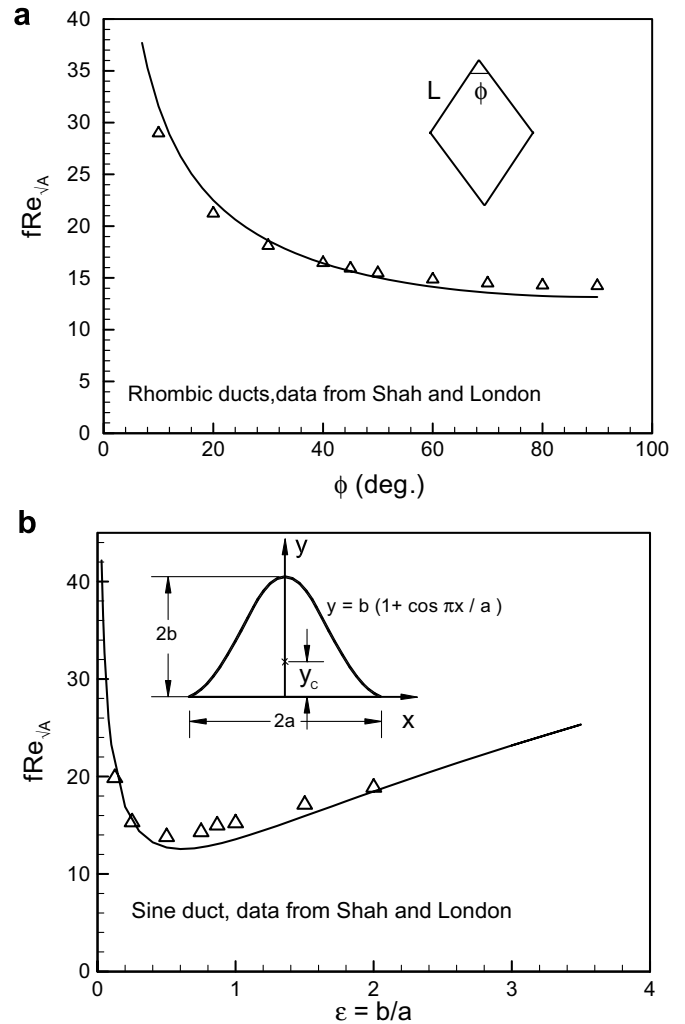 a
40
35
30
25
20
15
10
5
0
fRe√A
L
ϕ
Rhombic ducts,data from Shah and London
0 20 40 60 80 100
ϕ (deg.)
b
40
30
20
10
0
fRe√A
y
y = b (1+ cos πx / a )
2b
yc
2a
x
Sine duct, data from Shah and London
0 1 2 3 4
ε = b/a